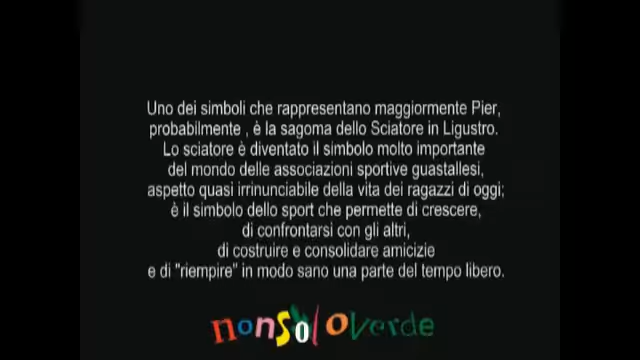 Uno dei simboli che rappresentano maggiormente Pier,
probabilmente , è la sagoma dello Sciatore in Ligustro.
Lo sciatore è diventato il simbolo molto importante
del mondo delle associazioni sportive guastallesi,
aspetto quasi irrinunciabile della vita dei ragazzi di oggi;
è il simbolo dello sport che permette di crescere,
di confrontarsi con gli altri,
di costruire e consolidare amicizie
e di "riempire" in modo sano una parte del tempo libero.
nonsoloverde